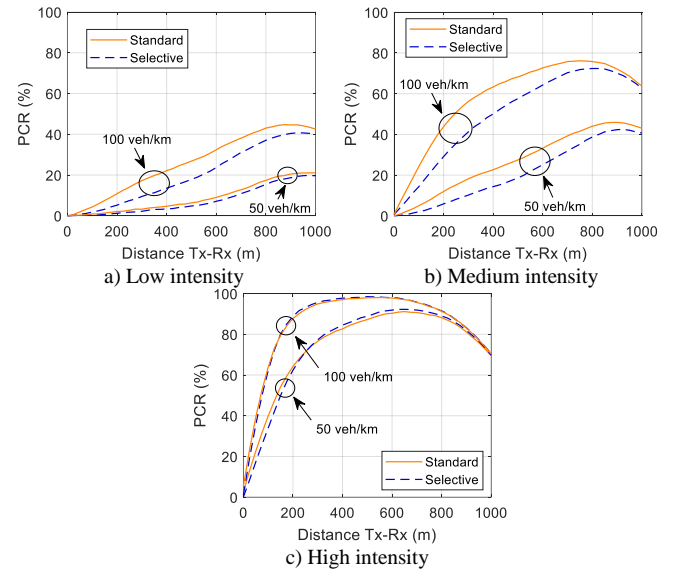 100
80
60
40
20
0
PCR (%)
Standard
Selective
100 veh/km
50 veh/km
0 200 400 600 800 1000
Distance Tx-Rx (m)
a) Low intensity
100
80
60
40
20
0
PCR (%)
Standard
Selective
100 veh/km
50 veh/km
0 200 400 600 800 1000
Distance Tx-Rx (m)
b) Medium intensity
100
80
60
40
20
0
PCR (%)
100 veh/km
50 veh/km
Standard
Selective
0 200 400 600 800 1000
Distance Tx-Rx (m)
c) High intensity